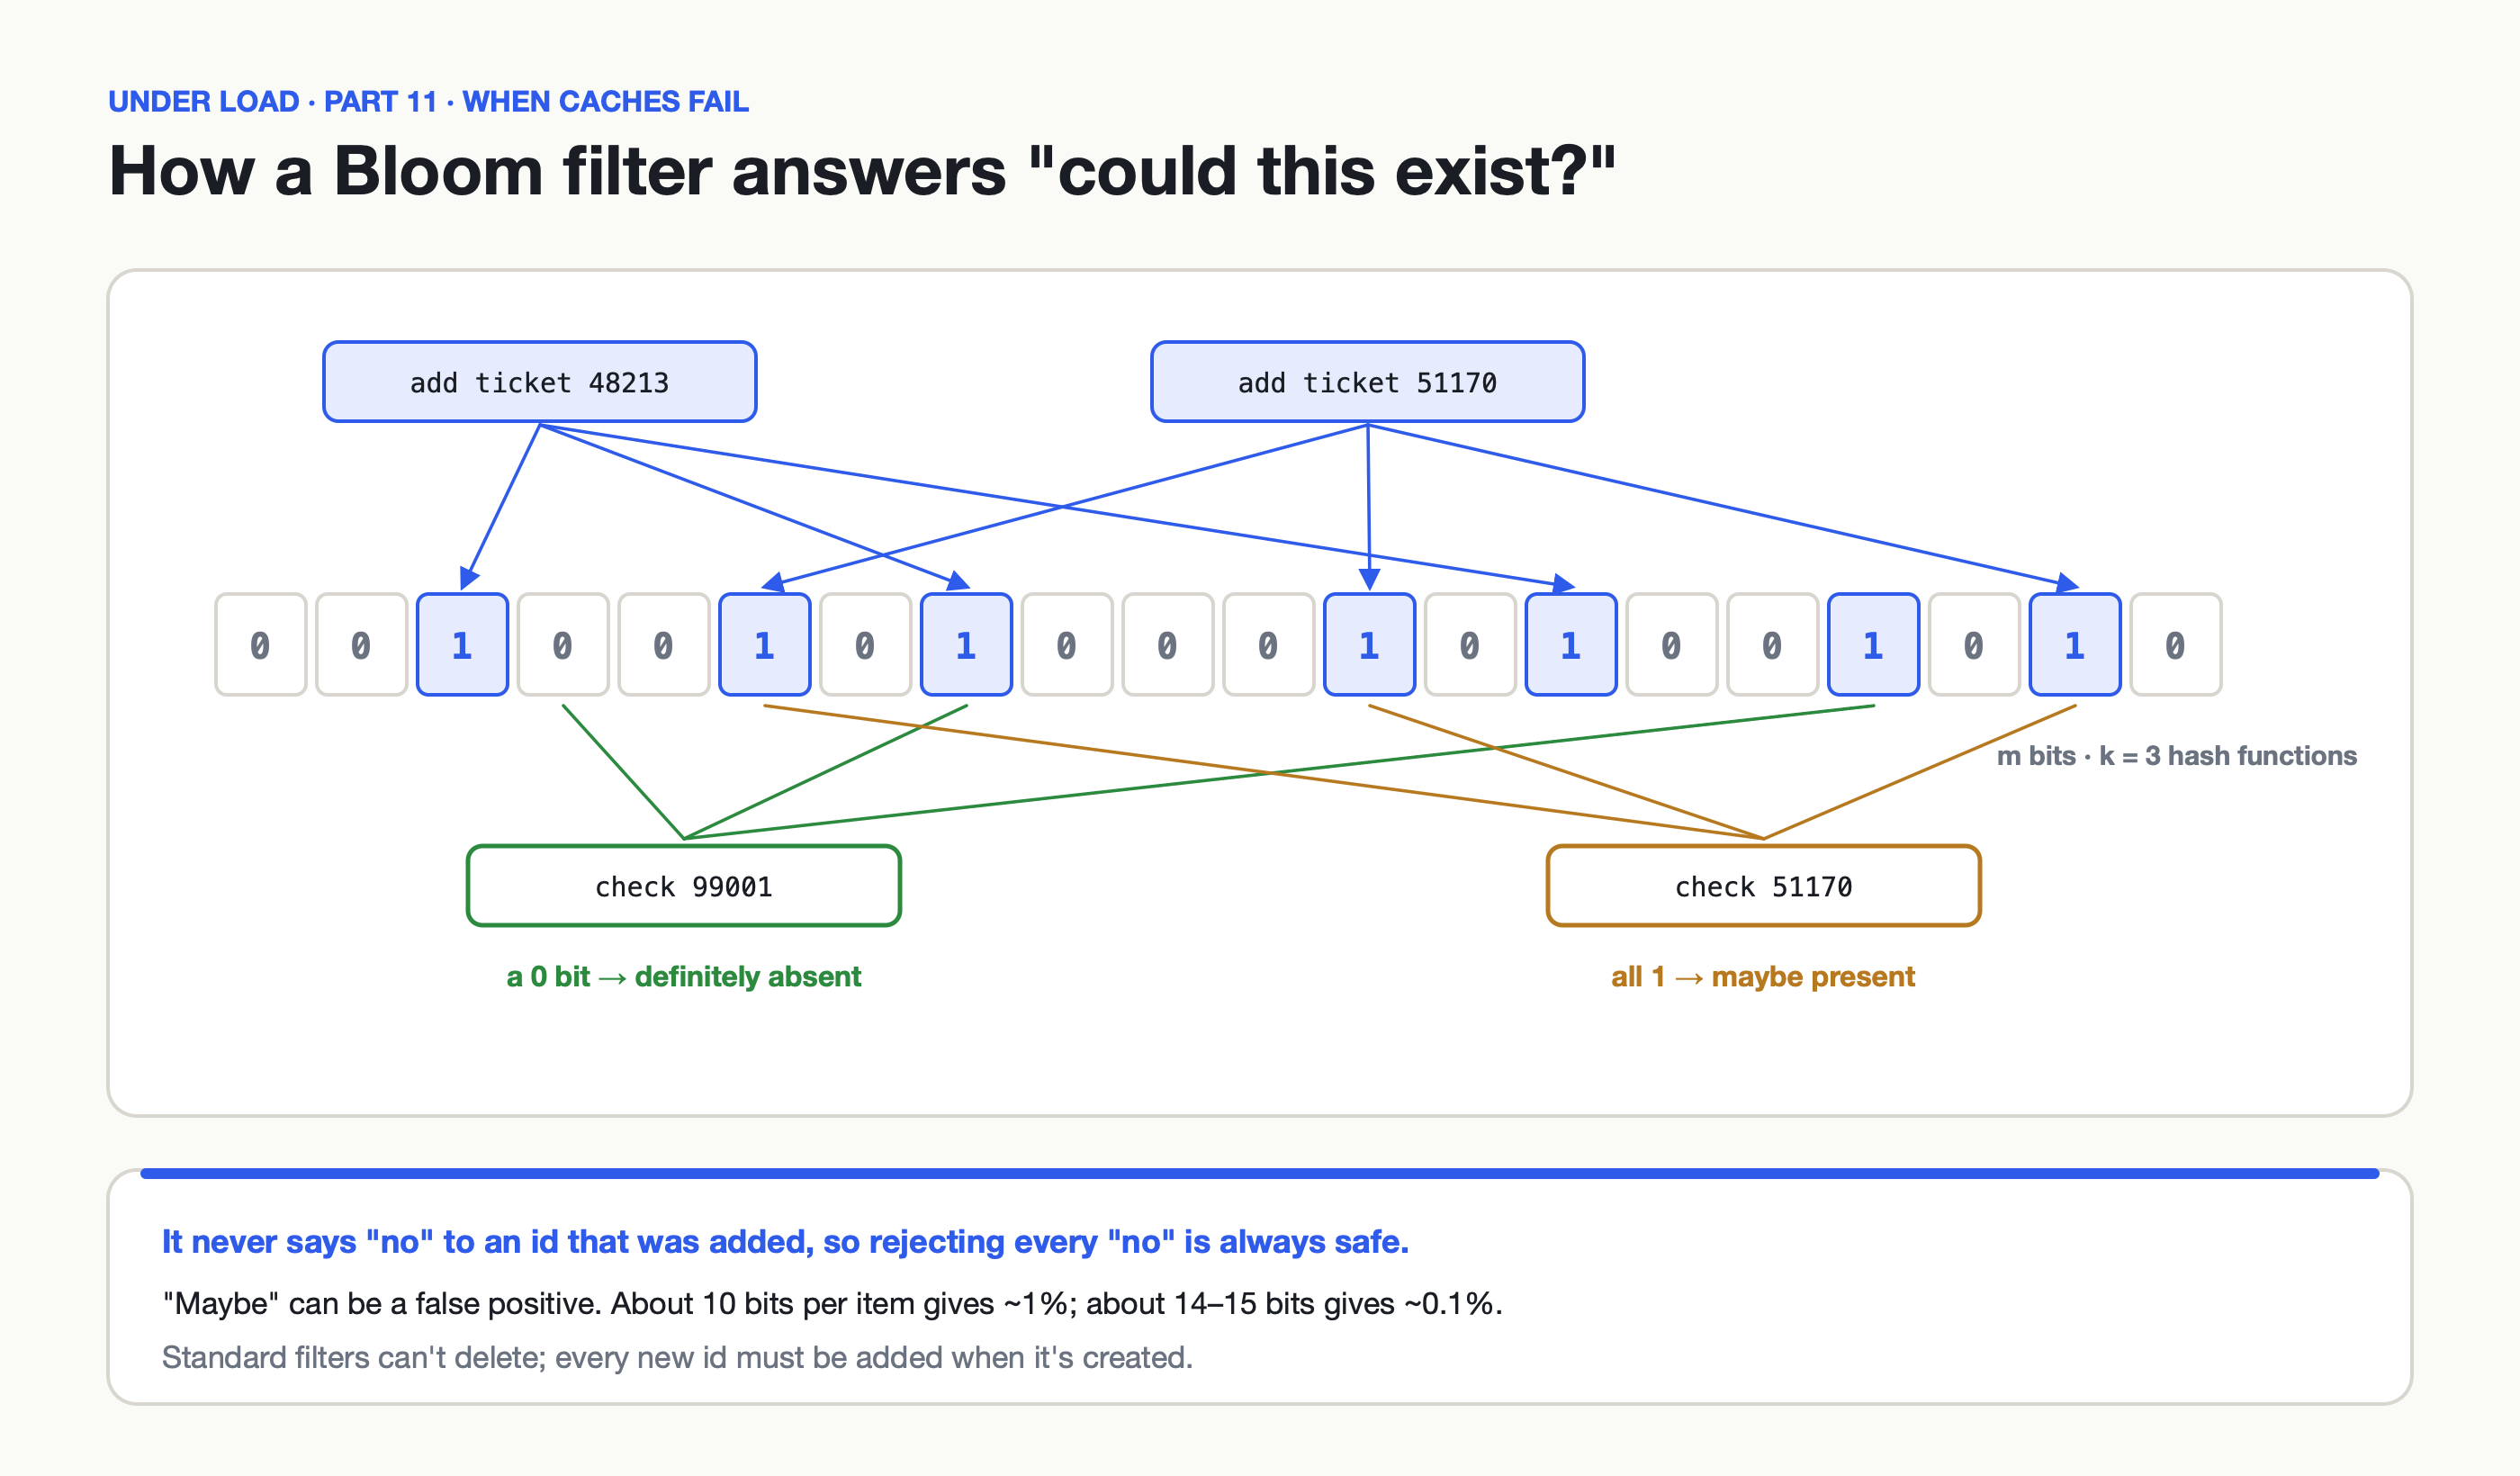 UNDER LOAD · PART 11 · WHEN CACHES FAIL
How a Bloom filter answers "could this exist?"
add ticket 48213
add ticket 51170
0 0 1 0 0 1 0 1 0 0 0 1 0 1 0 0 1 0 1 0
m bits · k = 3 hash functions
check 99001
check 51170
a 0 bit → definitely absent
all 1 → maybe present
It never says "no" to an id that was added, so rejecting every "no" is always safe.
"Maybe" can be a false positive. About 10 bits per item gives ~1%; about 14–15 bits gives ~0.1%.
Standard filters can't delete; every new id must be added when it's created.